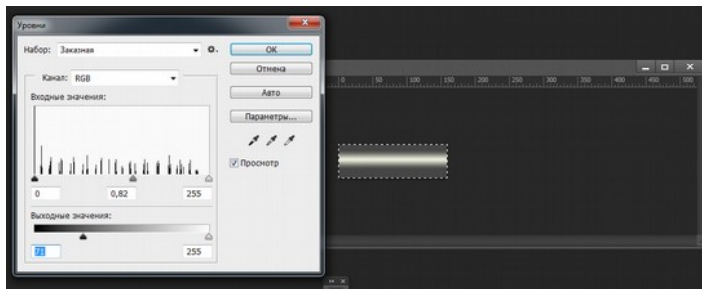 Уровни
Набор: Заказная
OK
Отмена
Канал: RGB
Авто
Входные значения:
Параметры...
Просмотр
0 0,82 255
Выходные значения:
71 255
0 50 100 150 200 250 300 350 400 450 500